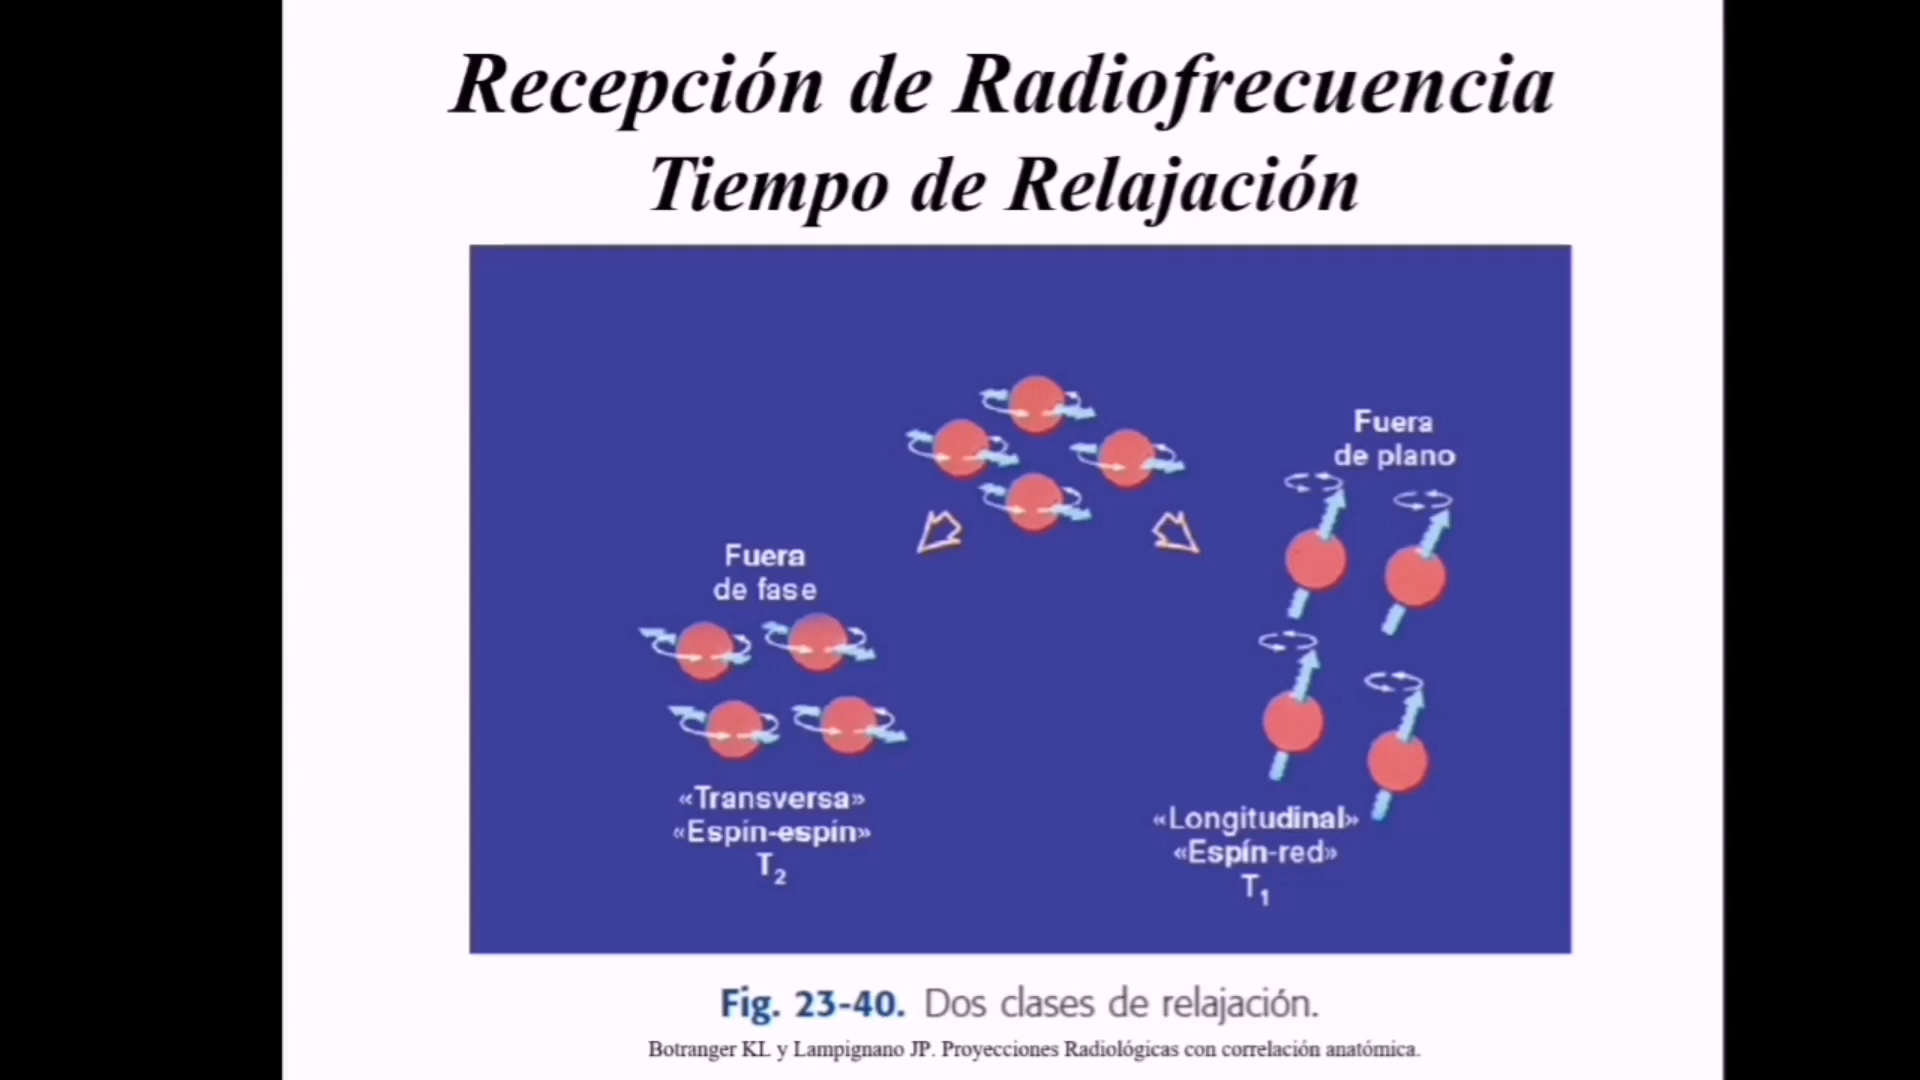 Recepción de Radiofrecuencia
Tiempo de Relajación
Fuera
de plano
Fuera
de fase
«Transversa»
«Espín-espín»
T₂
«Longitudinal»
«Espín-red»
T₁
Fig. 23-40. Dos clases de relajación.
Botranger KL y Lampignano JP. Proyecciones Radiológicas con correlación anatómica.